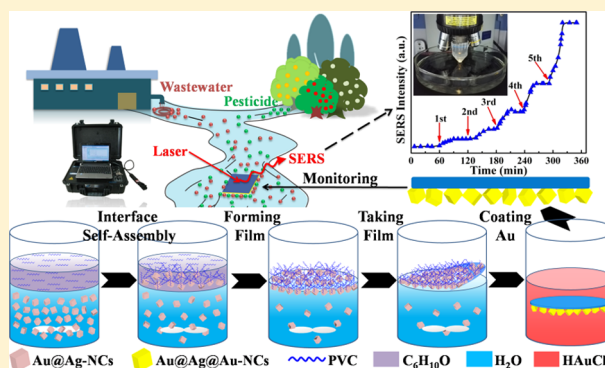 Wastewater
Pesticide
Laser
SERS
Monitoring
SERS Intensity (a.u.)
1st
2nd
3rd
4th
5th
0 60 120 180 240 300 360
Time (min)
Interface
Self-Assembly
Forming
Film
Taking
Film
Coating
Au
Au@Ag-NCs
Au@Ag@Au-NCs
PVC
C₆H₁₀O
H₂O
HAuCl